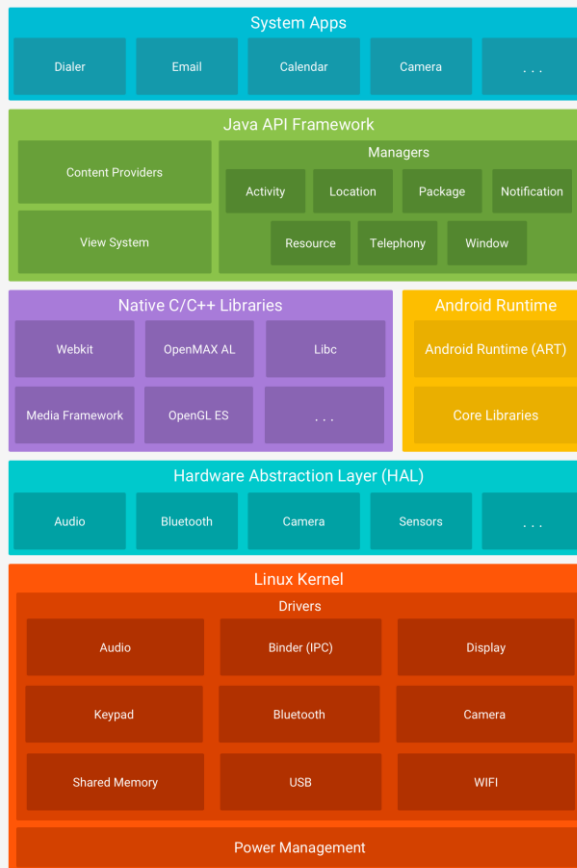 System Apps
Dialer
Email
Calendar
Camera
. . .
Java API Framework
Content Providers
View System
Managers
Activity
Location
Package
Notification
Resource
Telephony
Window
Native C/C++ Libraries
Webkit
OpenMAX AL
Libc
Media Framework
OpenGL ES
. . .
Android Runtime
Android Runtime (ART)
Core Libraries
Hardware Abstraction Layer (HAL)
Audio
Bluetooth
Camera
Sensors
. . .
Linux Kernel
Drivers
Audio
Binder (IPC)
Display
Keypad
Bluetooth
Camera
Shared Memory
USB
WIFI
Power Management